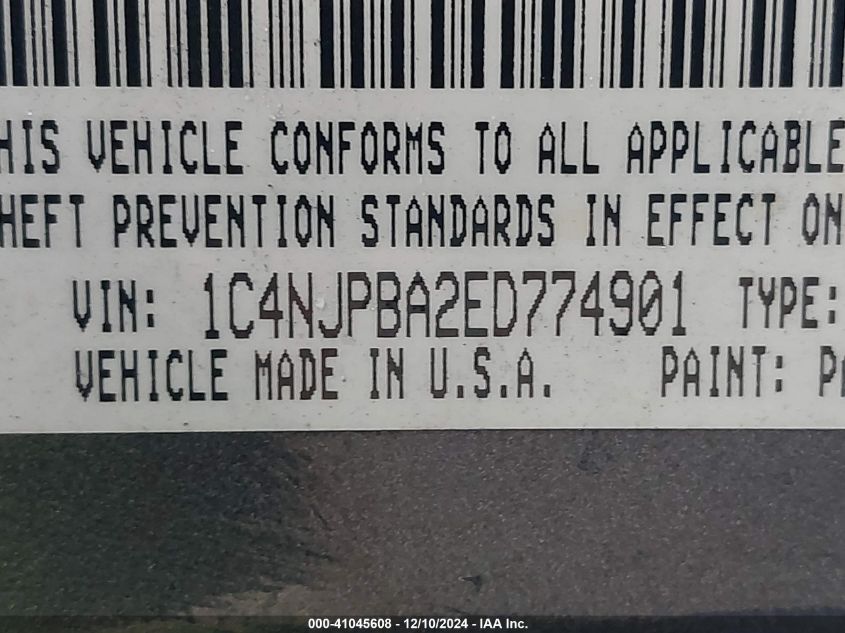 HIS VEHICLE CONFORMS TO ALL APPLICABLE
HEFT PREVENTION STANDARDS IN EFFECT ON
VIN: 1C4NJPBA2ED774901 TYPE:
VEHICLE MADE IN U.S.A. PAINT: PA
000-41045608 - 12/10/2024 - IAA Inc.